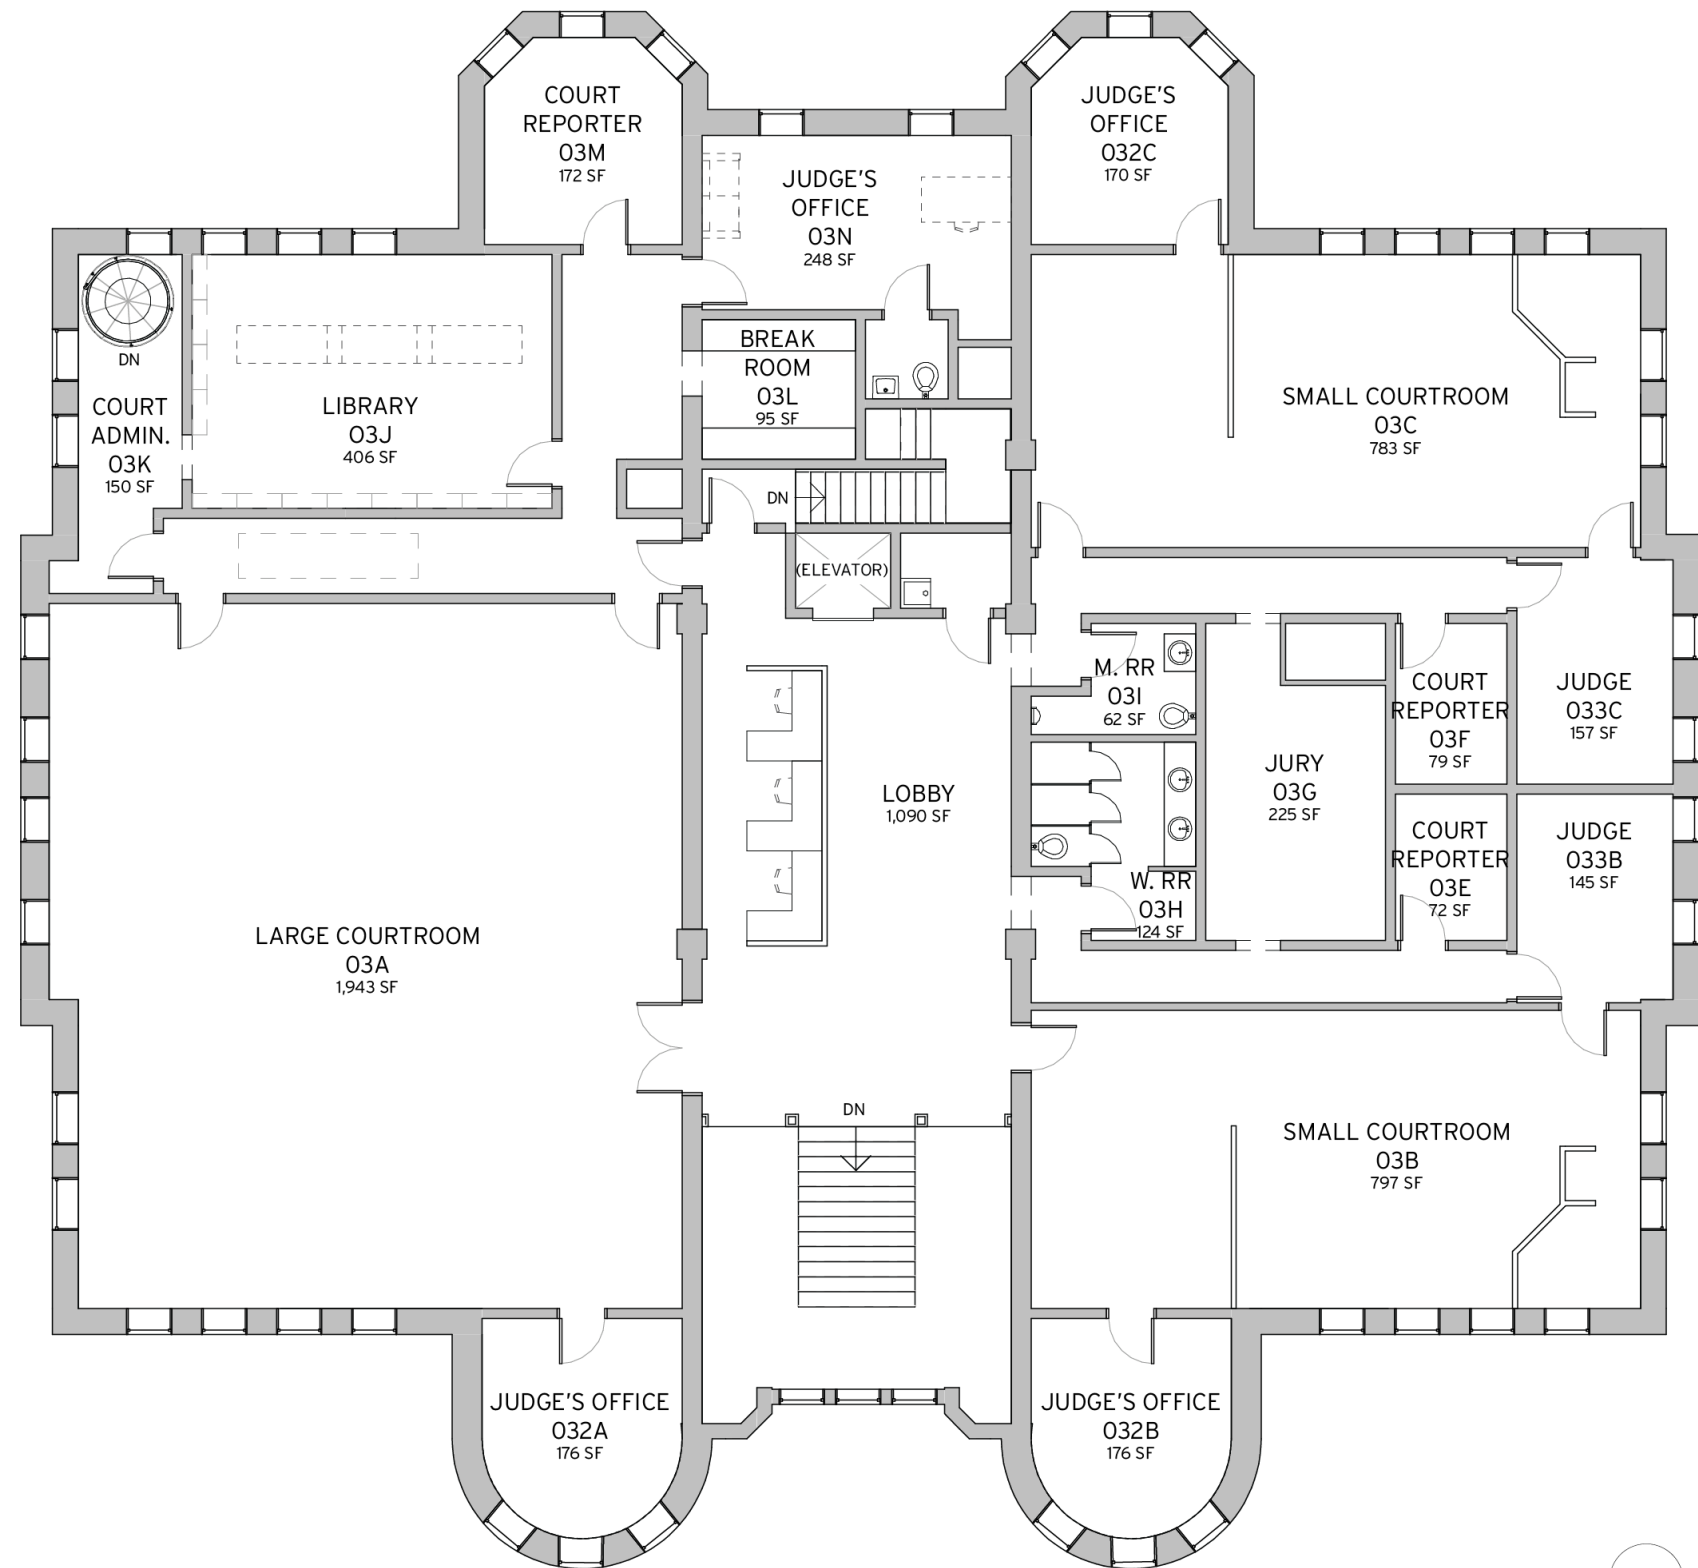 COURT
REPORTER
03M
172 SF
JUDGE'S
OFFICE
032C
170 SF
JUDGE'S
OFFICE
03N
248 SF
DN
COURT
ADMIN.
03K
150 SF
LIBRARY
03J
406 SF
BREAK
ROOM
03L
95 SF
SMALL COURTROOM
03C
783 SF
DN
(ELEVATOR)
M. RR
03I
62 SF
COURT
REPORTER
03F
79 SF
JUDGE
033C
157 SF
LOBBY
1,090 SF
JURY
03G
225 SF
COURT
REPORTER
03E
72 SF
JUDGE
033B
145 SF
W. RR
03H
124 SF
LARGE COURTROOM
03A
1,943 SF
DN
SMALL COURTROOM
03B
797 SF
JUDGE'S OFFICE
032A
176 SF
JUDGE'S OFFICE
032B
176 SF